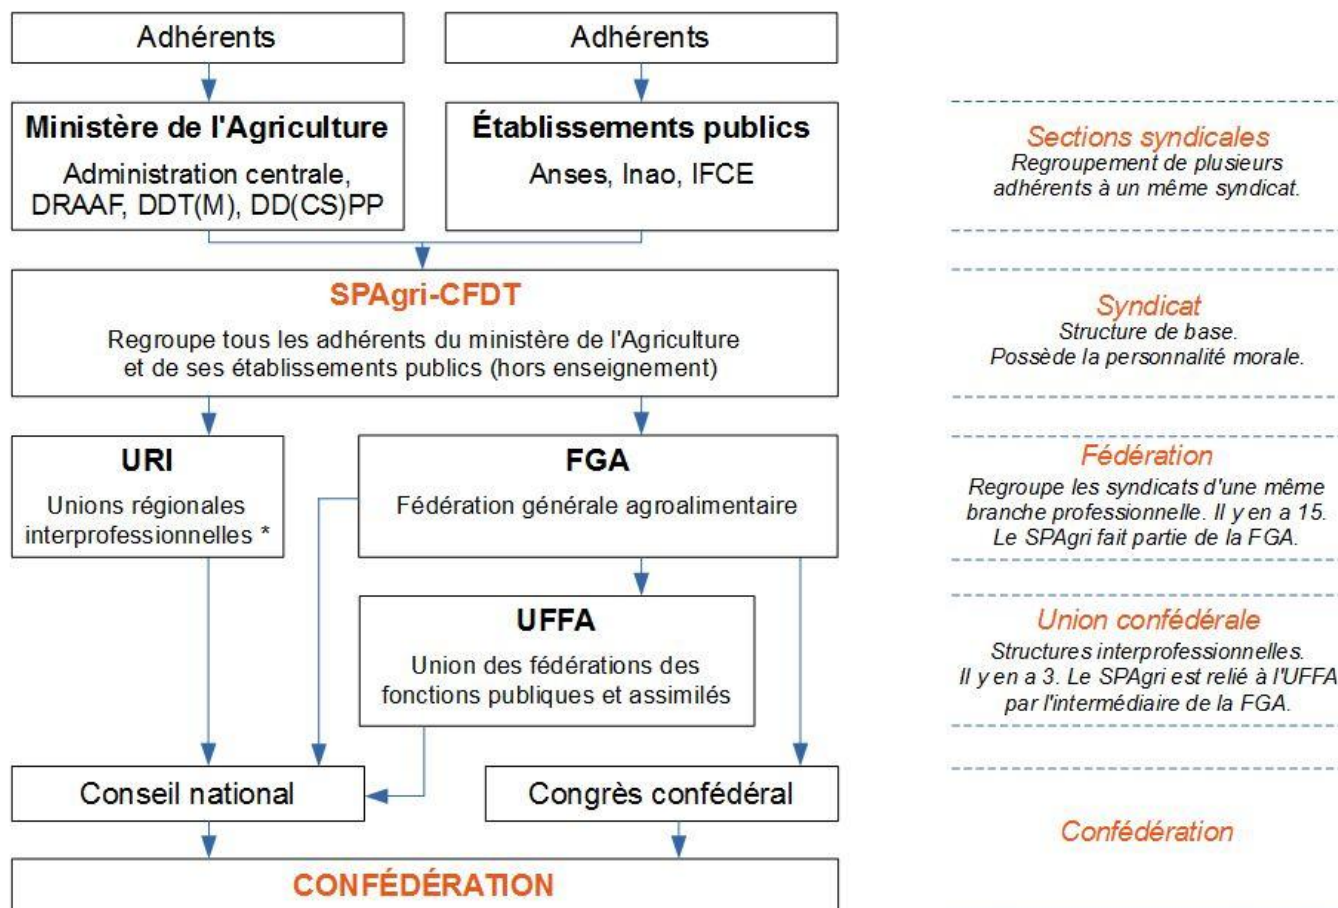 Adhérents
Adhérents
Ministère de l'Agriculture
Administration centrale,
DRAAF, DDT(M), DD(CS)PP
Établissements publics
Anses, Inao, IFCE
Sections syndicales
Regroupement de plusieurs
adhérents à un même syndicat.
SPAgri-CFDT
Regroupe tous les adhérents du ministère de l'Agriculture
et de ses établissements publics (hors enseignement)
Syndicat
Structure de base.
Possède la personnalité morale.
URI
Unions régionales
interprofessionnelles *
FGA
Fédération générale agroalimentaire
Fédération
Regroupe les syndicats d'une même
branche professionnelle. Il y en a 15.
Le SPAgri fait partie de la FGA.
UFFA
Union des fédérations des
fonctions publiques et assimilés
Union confédérale
Structures interprofessionnelles.
Il y en a 3. Le SPAgri est relié à l'UFFA
par l'intermédiaire de la FGA.
Conseil national
Congrès confédéral
Confédération
CONFÉDÉRATION